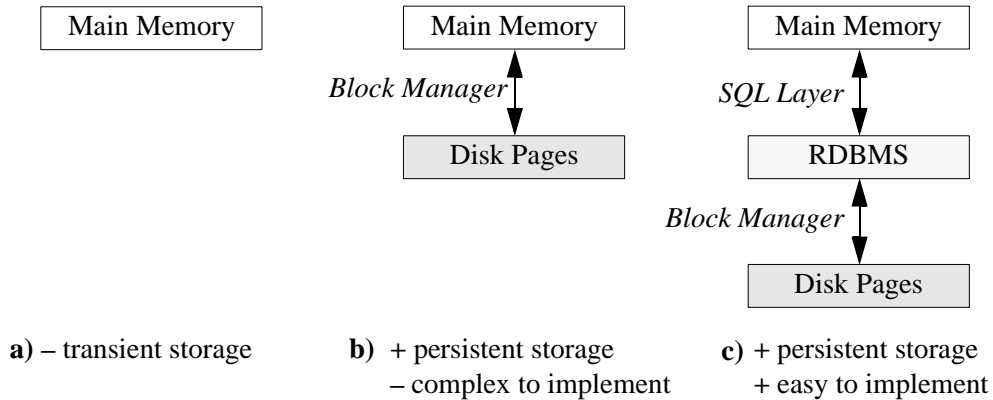 Main Memory
a) – transient storage
Main Memory
Block Manager
Disk Pages
b) + persistent storage
– complex to implement
Main Memory
SQL Layer
RDBMS
Block Manager
Disk Pages
c) + persistent storage
+ easy to implement